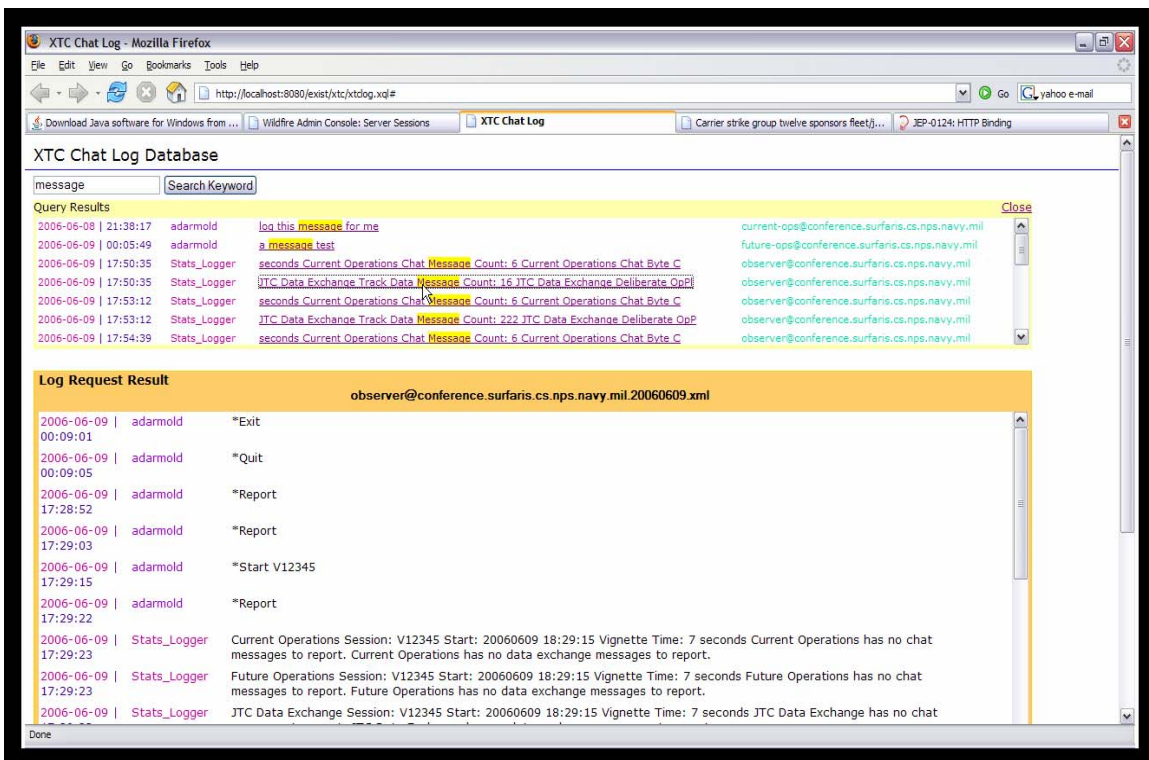 XTC Chat Log - Mozilla Firefox
File Edit View Go Bookmarks Tools Help
http://localhost:8080/exist/xtc/xtclog.xql# Go yahoo e-mail
Download Java software for Windows from ... Wildfire Admin Console: Server Sessions XTC Chat Log Carrier strike group twelve sponsors fleet/j... JEP-0124: HTTP Binding
XTC Chat Log Database
message Search Keyword
Query Results Close
2006-06-08 | 21:38:17 adarmold log this message for me current-ops@conference.surfaris.cs.nps.navy.mil
2006-06-09 | 00:05:49 adarmold a message test future-ops@conference.surfaris.cs.nps.navy.mil
2006-06-09 | 17:50:35 Stats_Logger seconds Current Operations Chat Message Count: 6 Current Operations Chat Byte C observer@conference.surfaris.cs.nps.navy.mil
2006-06-09 | 17:50:35 Stats_Logger JTC Data Exchange Track Data Message Count: 16 JTC Data Exchange Deliberate OpPl observer@conference.surfaris.cs.nps.navy.mil
2006-06-09 | 17:53:12 Stats_Logger seconds Current Operations Chat Message Count: 6 Current Operations Chat Byte C observer@conference.surfaris.cs.nps.navy.mil
2006-06-09 | 17:53:12 Stats_Logger JTC Data Exchange Track Data Message Count: 222 JTC Data Exchange Deliberate OpP observer@conference.surfaris.cs.nps.navy.mil
2006-06-09 | 17:54:39 Stats_Logger seconds Current Operations Chat Message Count: 6 Current Operations Chat Byte C observer@conference.surfaris.cs.nps.navy.mil
Log Request Result
observer@conference.surfaris.cs.nps.navy.mil.20060609.xml
2006-06-09 | adarmold *Exit
00:09:01
2006-06-09 | adarmold *Quit
00:09:05
2006-06-09 | adarmold *Report
17:28:52
2006-06-09 | adarmold *Report
17:29:03
2006-06-09 | adarmold *Start V12345
17:29:15
2006-06-09 | adarmold *Report
17:29:22
2006-06-09 | Stats_Logger Current Operations Session: V12345 Start: 20060609 18:29:15 Vignette Time: 7 seconds Current Operations has no chat
17:29:23 messages to report. Current Operations has no data exchange messages to report.
2006-06-09 | Stats_Logger Future Operations Session: V12345 Start: 20060609 18:29:15 Vignette Time: 7 seconds Future Operations has no chat
17:29:23 messages to report. Future Operations has no data exchange messages to report.
2006-06-09 | Stats_Logger JTC Data Exchange Session: V12345 Start: 20060609 18:29:15 Vignette Time: 7 seconds JTC Data Exchange has no chat
Done